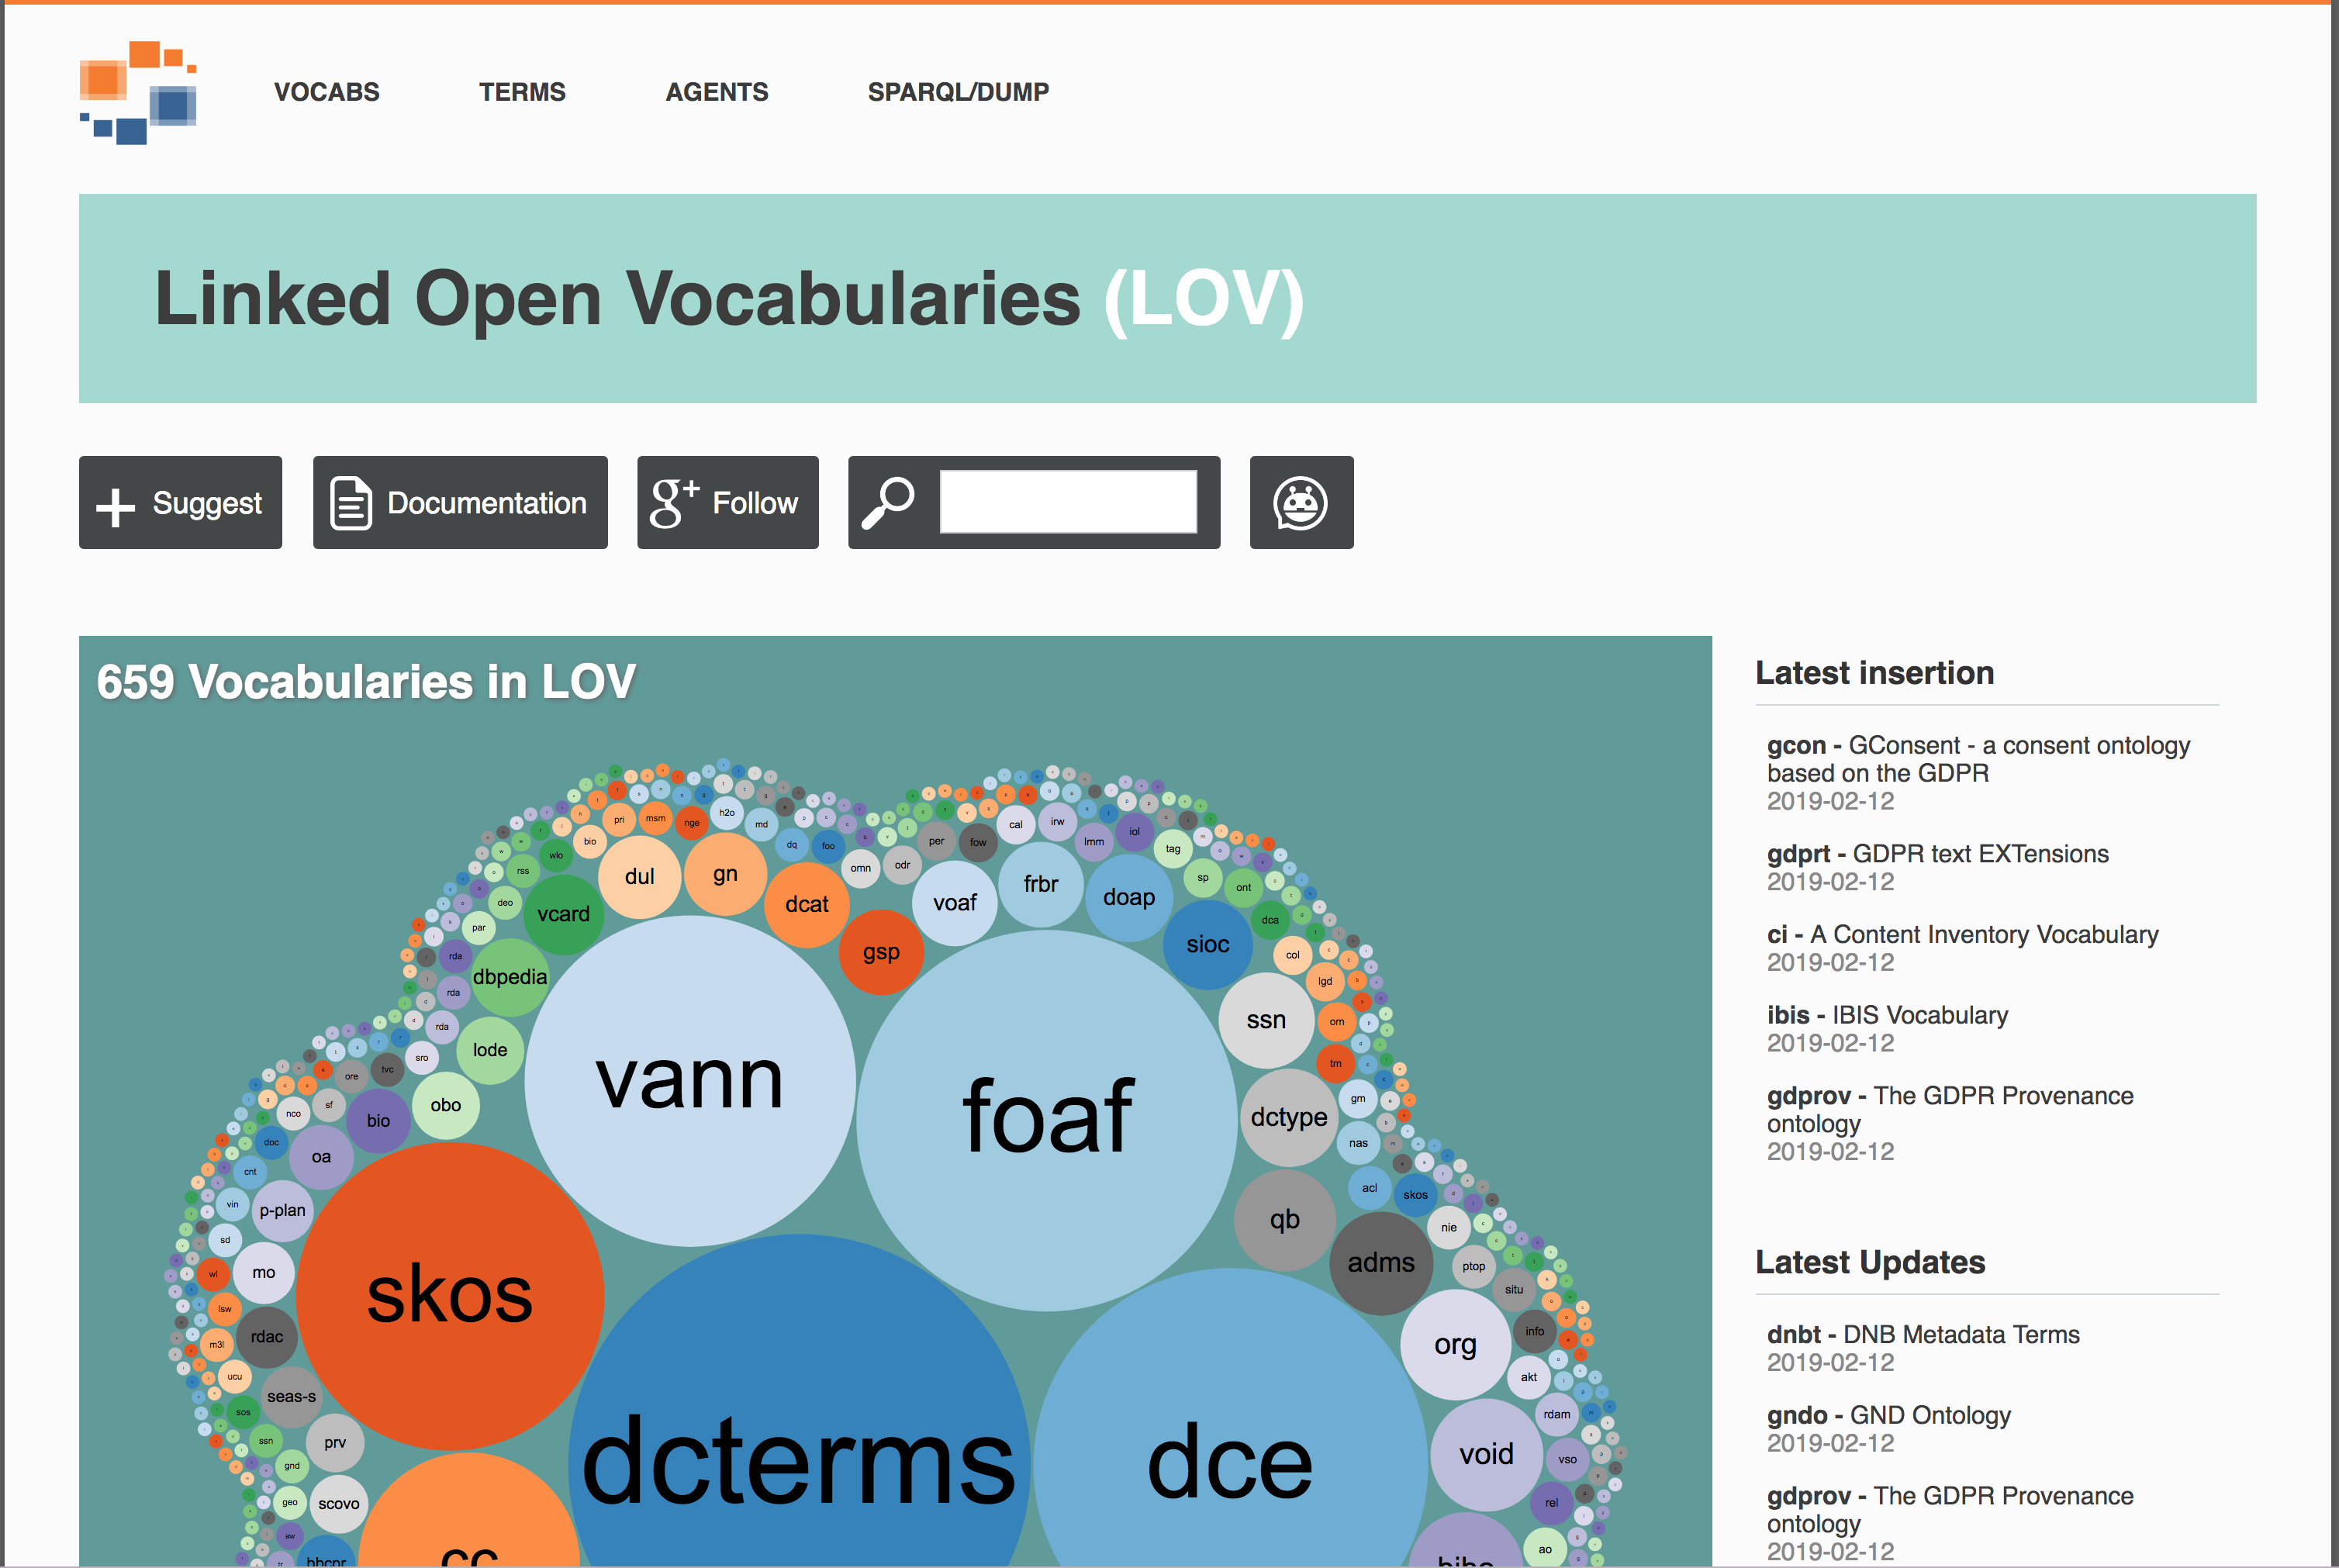 VOCABS TERMS AGENTS SPARQL/DUMP
Linked Open Vocabularies (LOV)
Suggest Documentation g+ Follow
659 Vocabularies in LOV
pri msm nge h2o md
bio dq foo omn odr per fow cal irw lmm iol tag
wlo rss deo par
dul gn dcat gsp voaf frbr doap sioc
sp ont dca col lgd om tm
vcard dbpedia lode obo
rda rda rda sro tvc ore sf nco
bio oa p-plan mo rdac seas-s prv scovo
doc cnt vin sd wl lsw m3l ucu sos ssn gnd geo aw bbcpr
vann foaf
ssn dctype qb adms org void
gm nas acl skos nie ptop situ info akt rdam vso rel ao
skos dcterms dce
cc bibo
Latest insertion
gcon - GConsent - a consent ontology
based on the GDPR
2019-02-12
gdprt - GDPR text EXTensions
2019-02-12
ci - A Content Inventory Vocabulary
2019-02-12
ibis - IBIS Vocabulary
2019-02-12
gdprov - The GDPR Provenance
ontology
2019-02-12
Latest Updates
dnbt - DNB Metadata Terms
2019-02-12
gndo - GND Ontology
2019-02-12
gdprov - The GDPR Provenance
ontology
2019-02-12